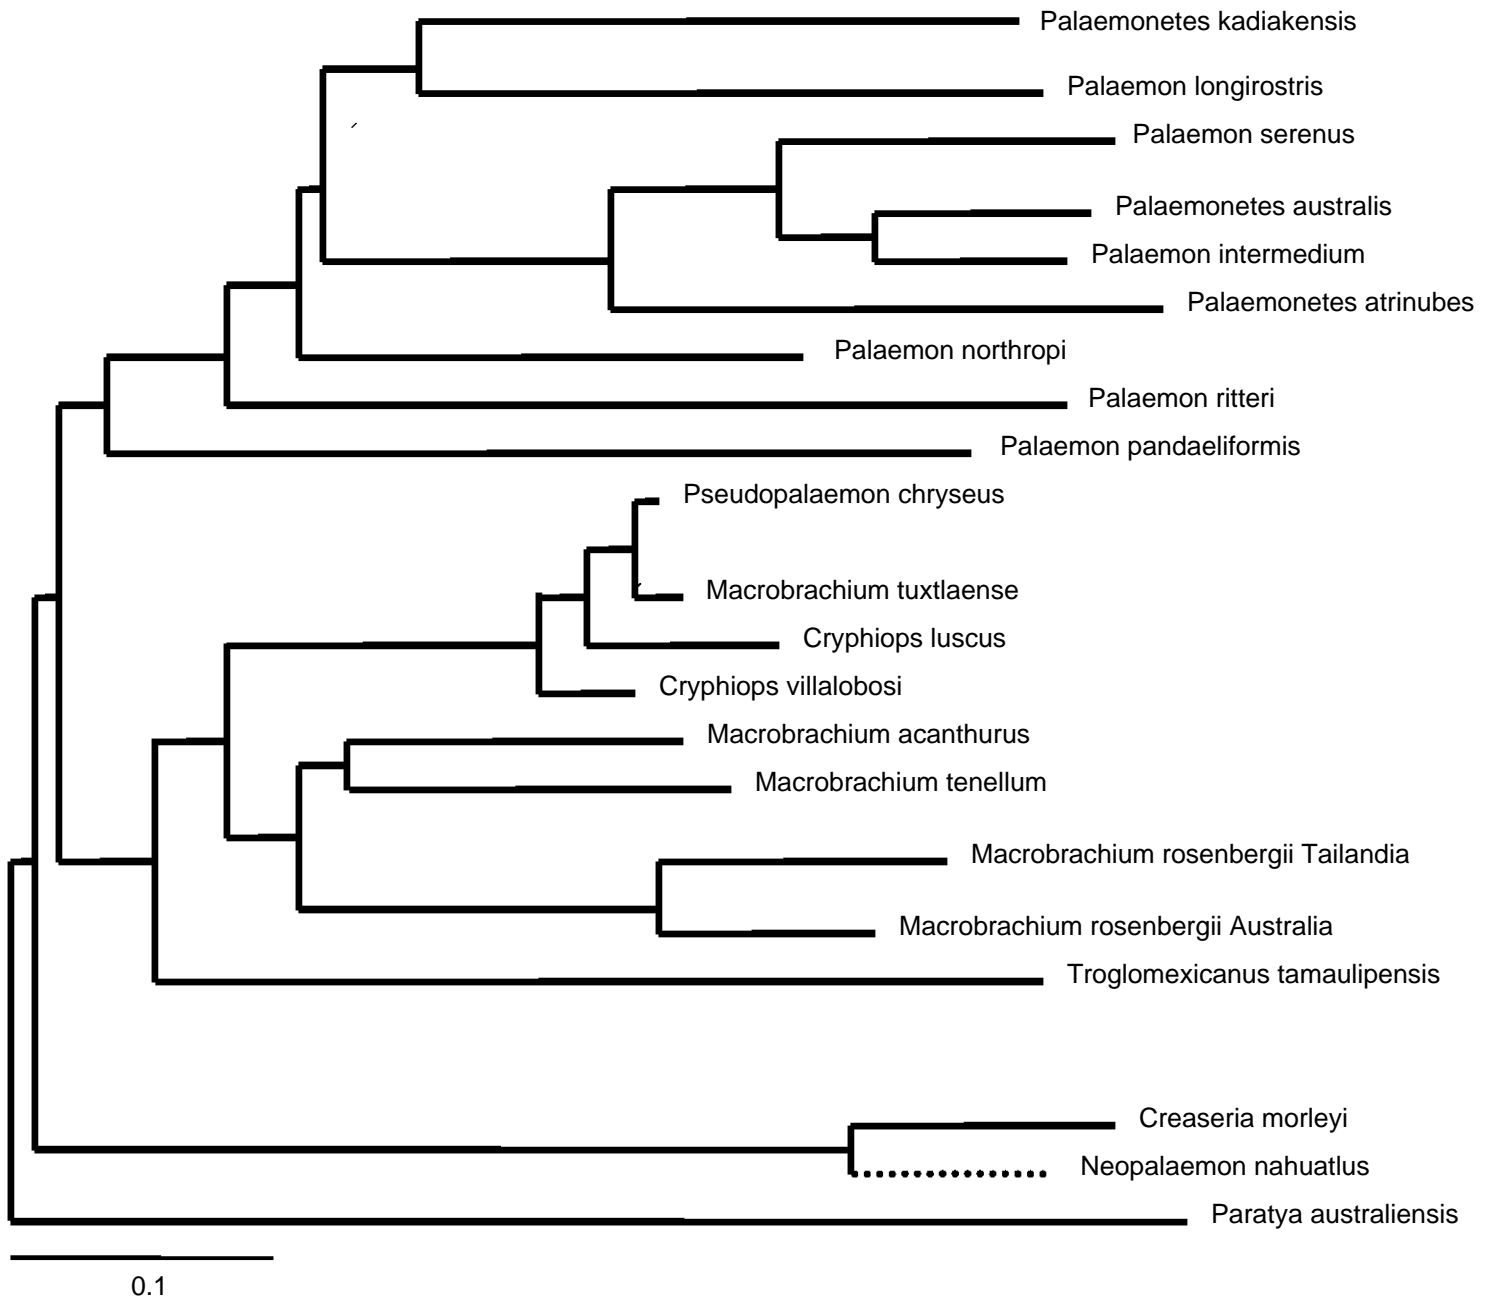 Palaemonetes kadiakensis
Palaemon longirostris
Palaemon serenus
Palaemonetes australis
Palaemon intermedium
Palaemonetes atrinubes
Palaemon northropi
Palaemon ritteri
Palaemon pandaeliformis
Pseudopalaemon chryseus
Macrobrachium tuxtlaense
Cryphiops luscus
Cryphiops villalobosi
Macrobrachium acanthurus
Macrobrachium tenellum
Macrobrachium rosenbergii Tailandia
Macrobrachium rosenbergii Australia
Troglomexicanus tamaulipensis
Creaseria morleyi
Neopalaemon nahuatlus
Paratya australiensis
0.1